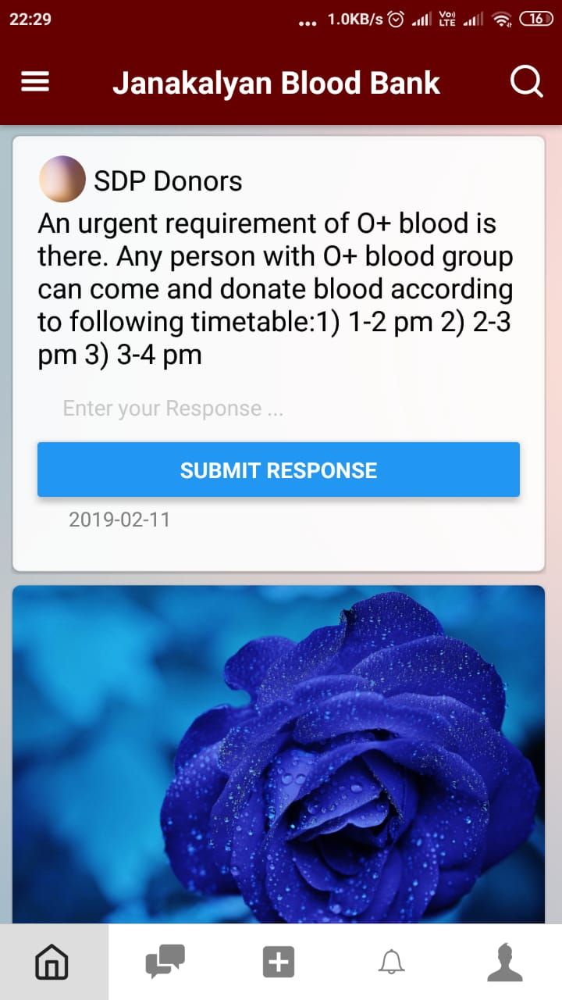 22:29
... 1.0KB/s Vo) LTE 16
Janakalyan Blood Bank
SDP Donors
An urgent requirement of O+ blood is
there. Any person with O+ blood group
can come and donate blood according
to following timetable:1) 1-2 pm 2) 2-3
pm 3) 3-4 pm
Enter your Response ...
SUBMIT RESPONSE
2019-02-11